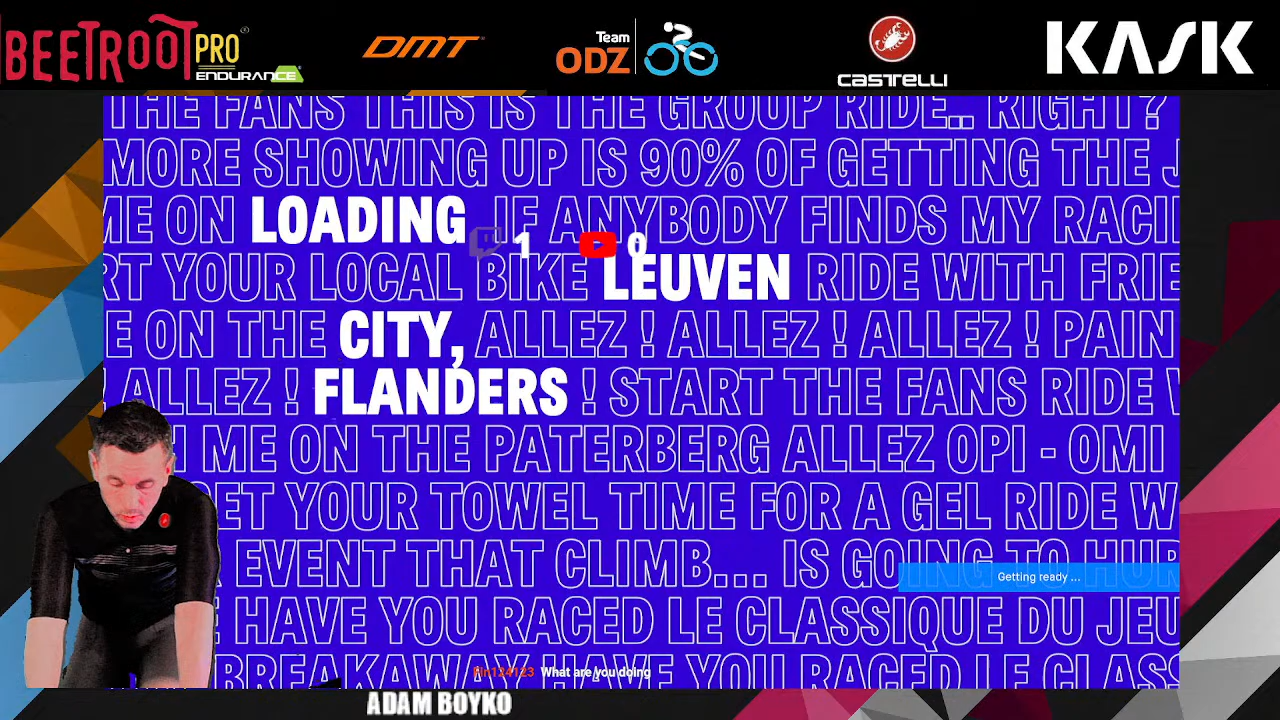 BEETROOT PRO
ENDURANCE
DMT
Team
ODZ
CASTELLI
KASK
THE FANS THIS IS THE GROUP RIDE.. RIGHT?
MORE SHOWING UP IS 90% OF GETTING THE J
ME ON LOADING IF ANYBODY FINDS MY RACI
1 0
RT YOUR LOCAL BIKE LEUVEN RIDE WITH FRIE
E ON THE CITY, ALLEZ ! ALLEZ ! ALLEZ ! PAIN
! ALLEZ ! FLANDERS ! START THE FANS RIDE W
H ME ON THE PATERBERG ALLEZ OPI - OMI
GET YOUR TOWEL TIME FOR A GEL RIDE W
EVENT THAT CLIMB... IS GOING TO HUR
Getting ready ...
E HAVE YOU RACED LE CLASSIQUE DU JEU
BREAKAWAY HAVE YOU RACED LE CLASS
What are you doing
ADAM BOYKO